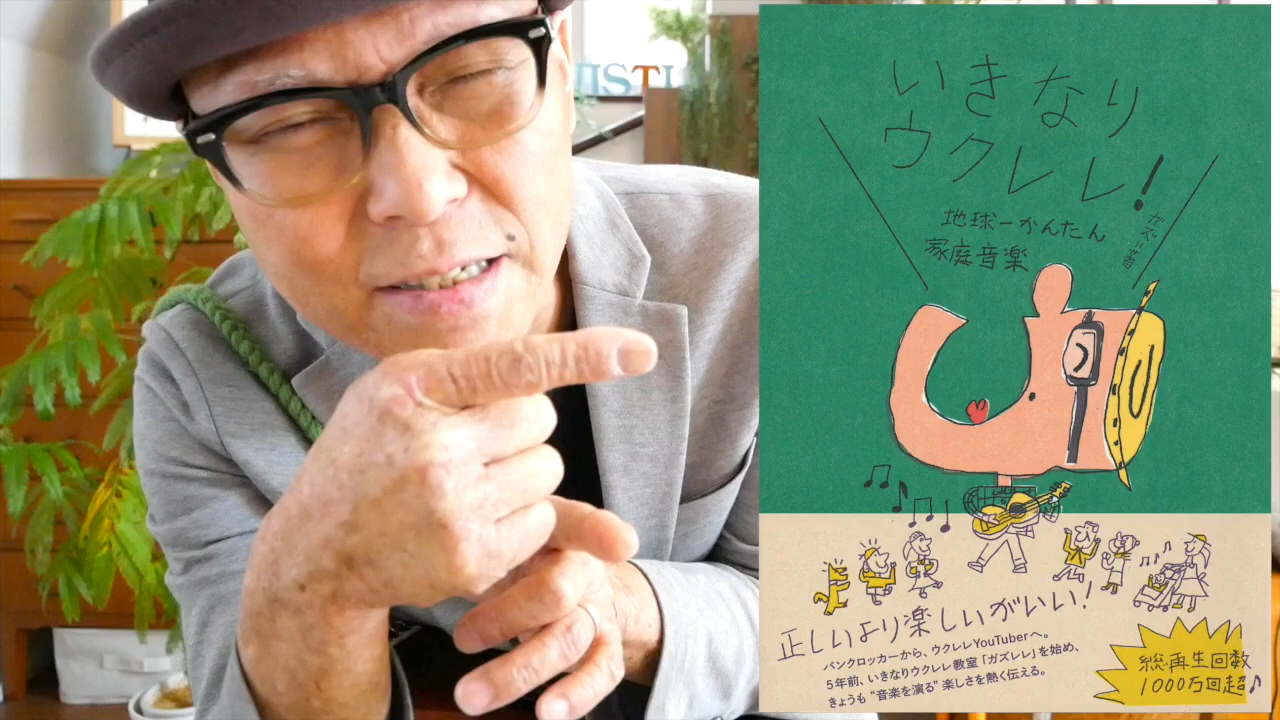 いきなり
ウクレレ!
地球一かんたん
家庭音楽
ガズ!!著
正しいより楽しいがいい!
パンクロッカーから、ウクレレYouTuberへ。
5年前、いきなりウクレレ教室「ガズレレ」を始め、
きょうも“音楽を演る”楽しさを熱く伝える。
総再生回数
1000万回超♪